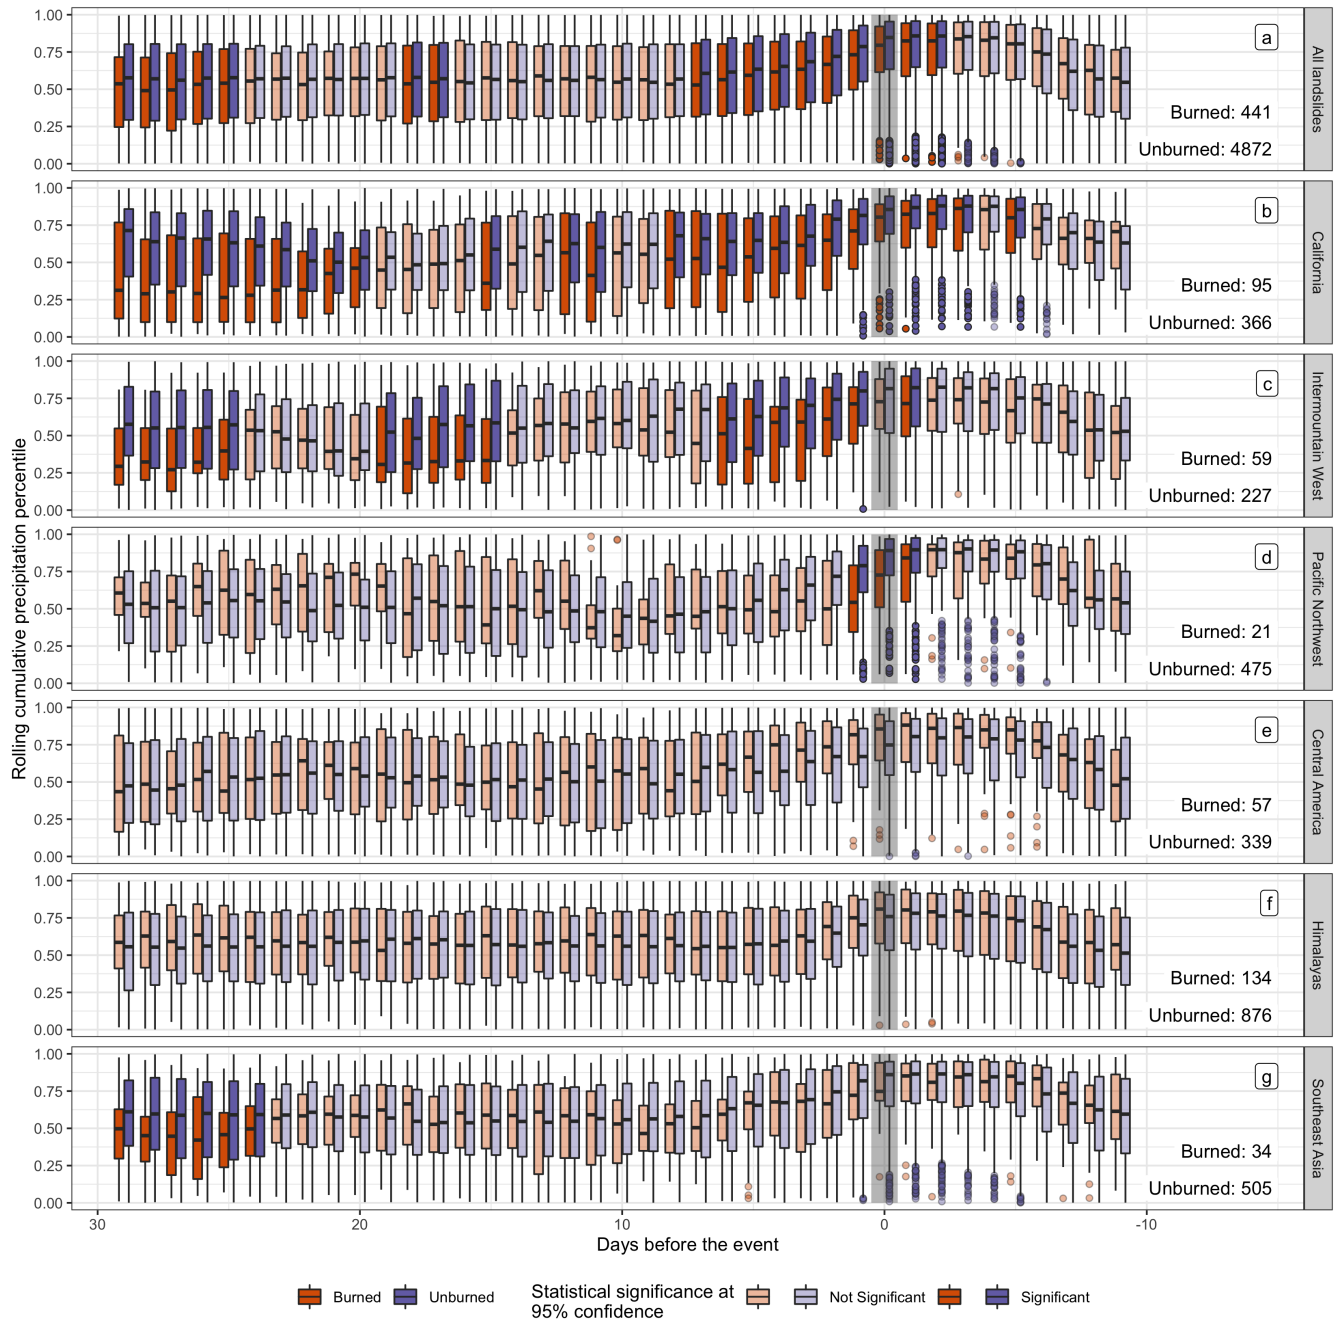 Rolling cumulative precipitation percentile
1.00
0.75
0.50
0.25
0.00
a
Burned: 441
Unburned: 4872
All landslides
1.00
0.75
0.50
0.25
0.00
b
Burned: 95
Unburned: 366
California
1.00
0.75
0.50
0.25
0.00
c
Burned: 59
Unburned: 227
Intermountain West
1.00
0.75
0.50
0.25
0.00
d
Burned: 21
Unburned: 475
Pacific Northwest
1.00
0.75
0.50
0.25
0.00
e
Burned: 57
Unburned: 339
Central America
1.00
0.75
0.50
0.25
0.00
f
Burned: 134
Unburned: 876
Himalayas
1.00
0.75
0.50
0.25
0.00
g
Burned: 34
Unburned: 505
Southeast Asia
30 20 10 0 -10
Days before the event
Burned Unburned
Statistical significance at
95% confidence
Not Significant Significant